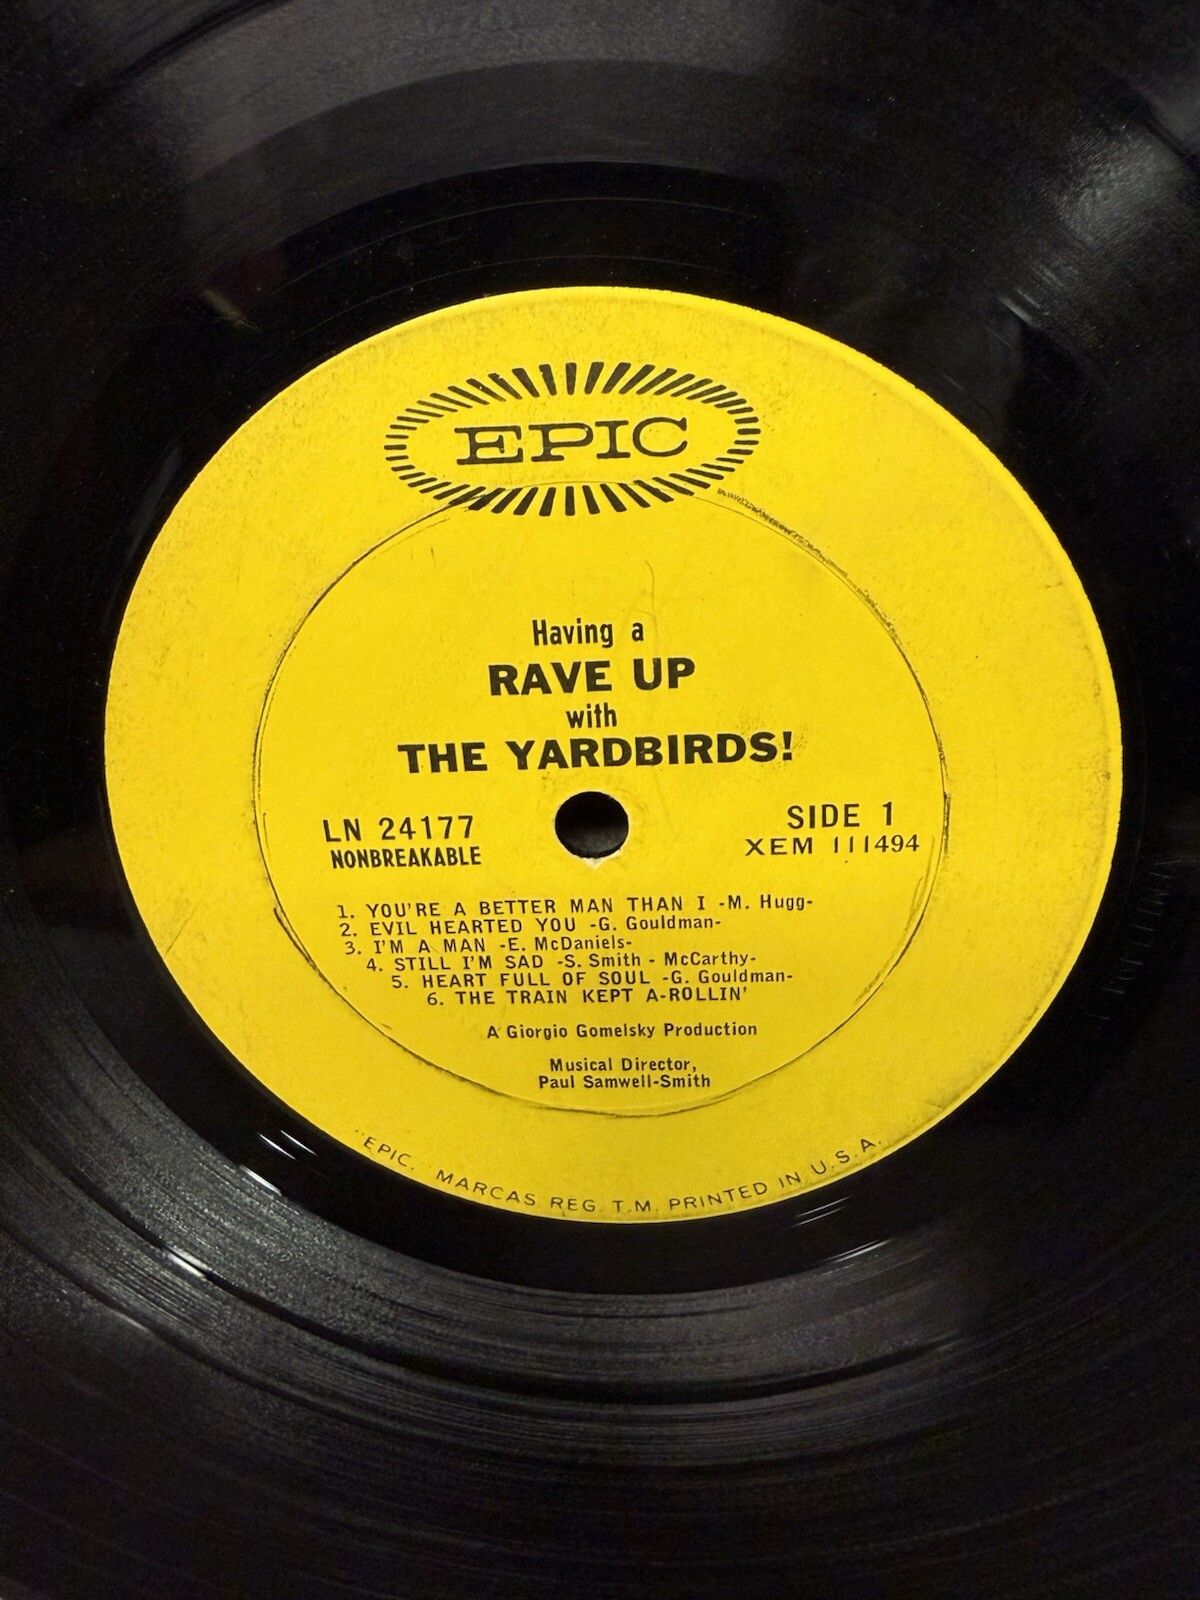 EPIC
Having a
RAVE UP
with
THE YARDBIRDS!
LN 24177
NONBREAKABLE
SIDE 1
XEM 111494
1. YOU'RE A BETTER MAN THAN I -M. Hugg-
2. EVIL HEARTED YOU -G. Gouldman-
3. I'M A MAN -E. McDaniels-
4. STILL I'M SAD -S. Smith - McCarthy-
5. HEART FULL OF SOUL -G. Gouldman-
6. THE TRAIN KEPT A-ROLLIN'
A Giorgio Gomelsky Production
Musical Director,
Paul Samwell-Smith
"EPIC." MARCAS REG. T.M. PRINTED IN U.S.A.